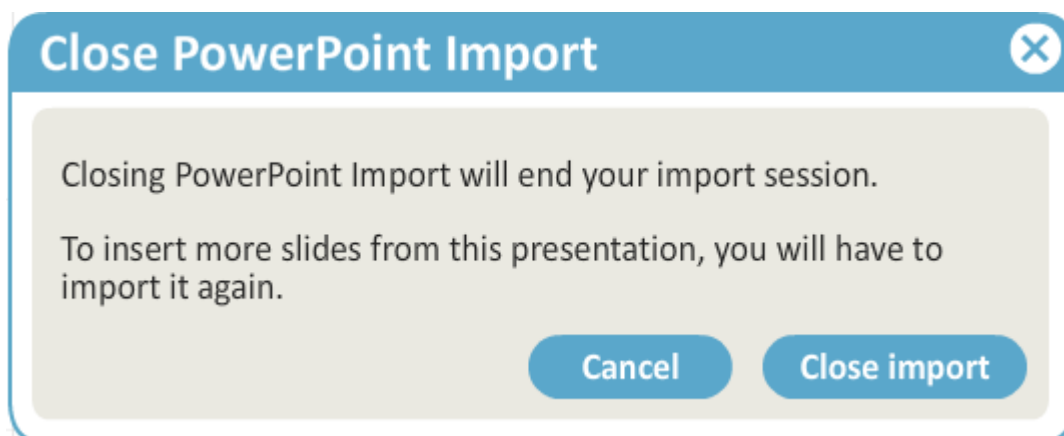 Close PowerPoint Import
Closing PowerPoint Import will end your import session.
To insert more slides from this presentation, you will have to
import it again.
Cancel
Close import